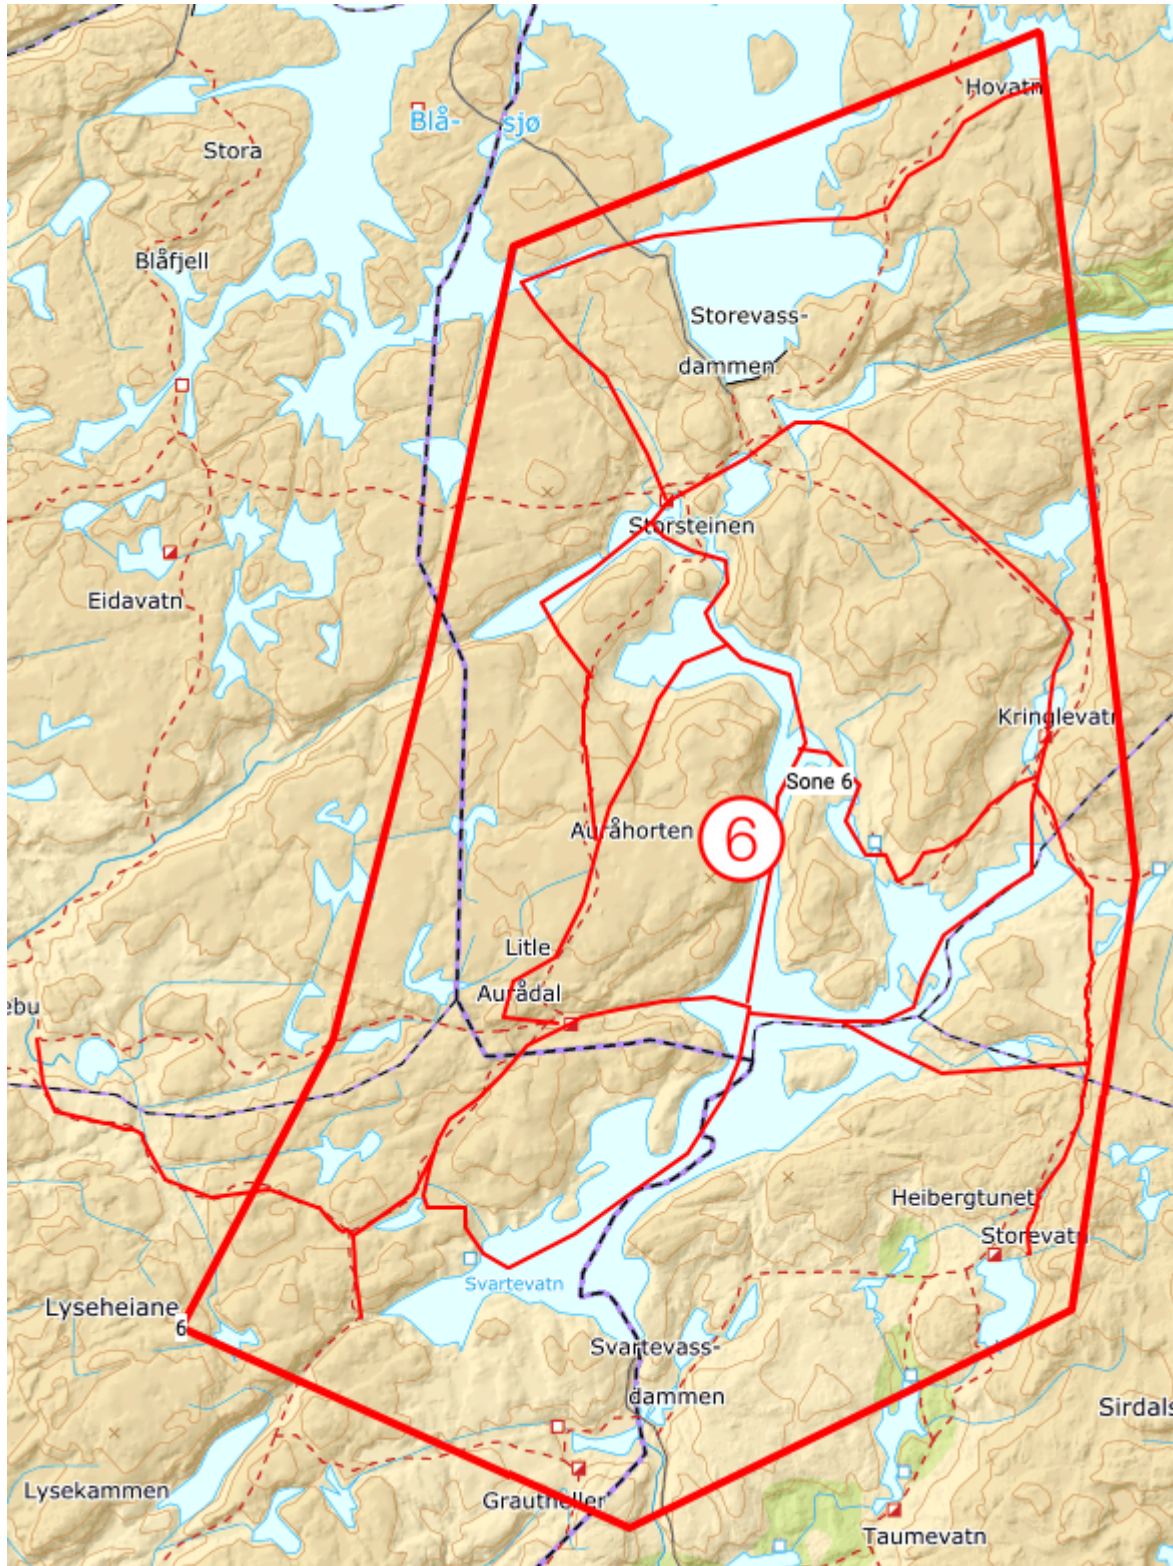 Hovatn
Blå-
sjø
Stora
Blåfjell
Storevass-
dammen
Storsteinen
Eidavatn
Kringlevatn
Sone 6
Auråhorten
6
Litle
Aurådal
ebu
Heibergtunet
Storevatn
Svartevatn
Lyseheiane
6
Svartevass-
dammen
Sirdals
Lysekammen
Grautheller
Taumevatn